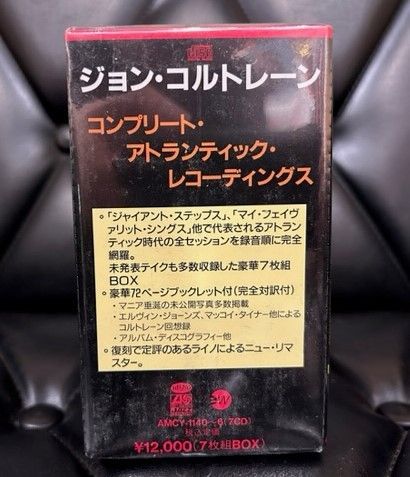 ジョン・コルトレーン
コンプリート・
アトランティック・
レコーディングス
◦「ジャイアント・ステップス」、「マイ・フェイヴ
ァリット・シングス」他で代表されるアトラン
ティック時代の全セッションを録音順に完全
網羅。
未発表テイクも多数収録した豪華7枚組
BOX
◦豪華72ページブックレット付(完全対訳付)
・マニア垂涎の未公開写真多数掲載
・エルヴィン・ジョーンズ、マッコイ・タイナー他による
コルトレーン回想録
・アルバム・ディスコグラフィー他
◦復刻で定評のあるライノによるニュー・リマ
スター。
AMCY-1140~6(7CD)
税込定価
¥12,000(7枚組BOX)